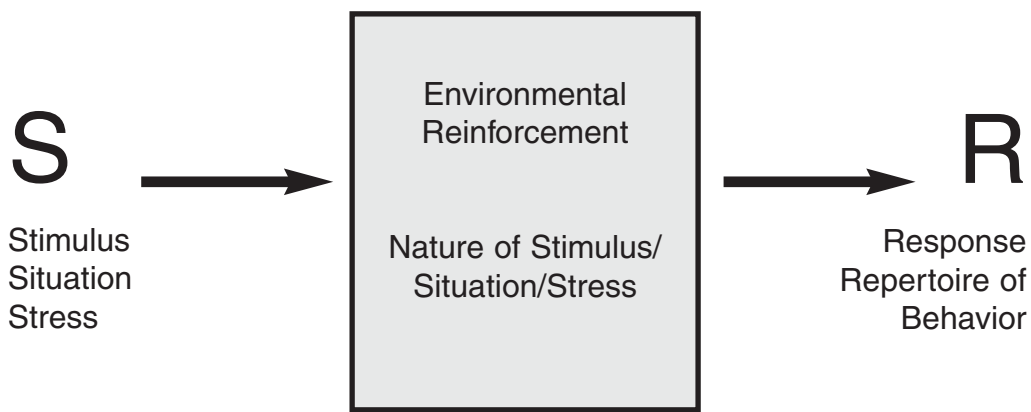 S
Stimulus
Situation
Stress
Environmental
Reinforcement
Nature of Stimulus/
Situation/Stress
R
Response
Repertoire of
Behavior